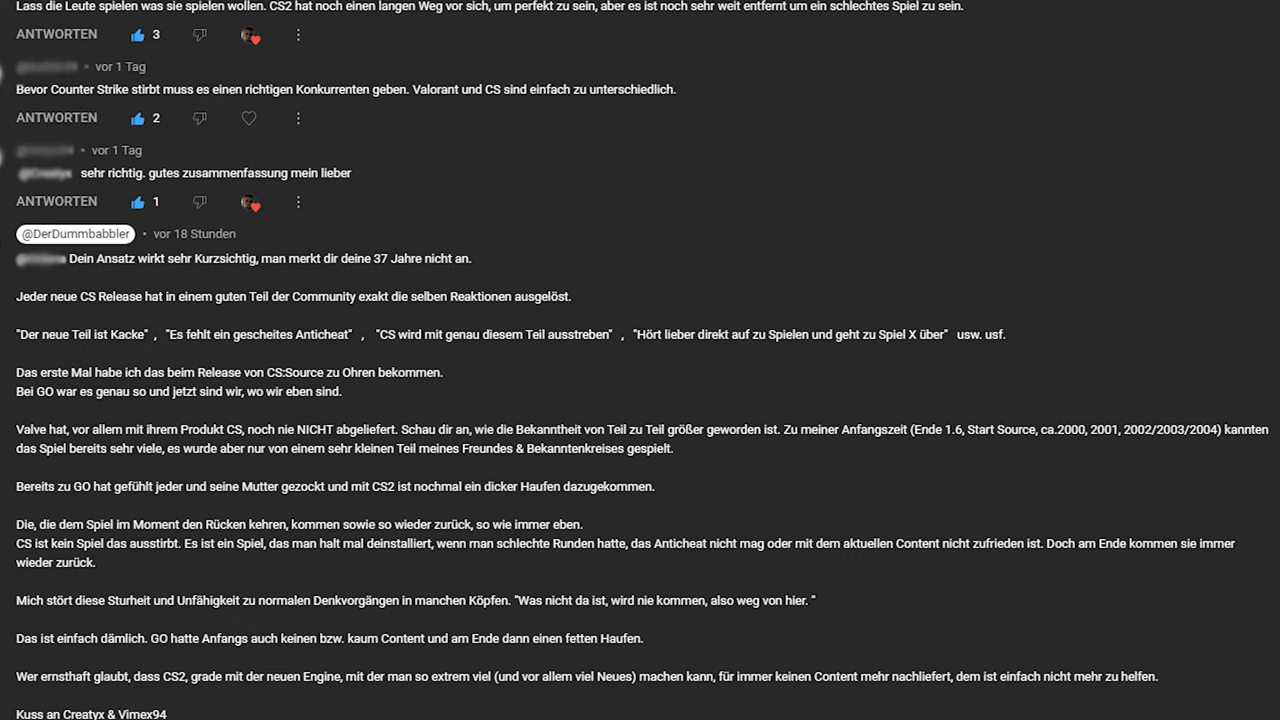 Lass die Leute spielen was sie spielen wollen. CS2 hat noch einen langen Weg vor sich, um perfekt zu sein, aber es ist noch sehr weit entfernt um ein schlechtes Spiel zu sein.
ANTWORTEN 3
• vor 1 Tag
Bevor Counter Strike stirbt muss es einen richtigen Konkurrenten geben. Valorant und CS sind einfach zu unterschiedlich.
ANTWORTEN 2
• vor 1 Tag
sehr richtig. gutes zusammenfassung mein lieber
ANTWORTEN 1
@DerDummbabbler • vor 18 Stunden
Dein Ansatz wirkt sehr Kurzsichtig, man merkt dir deine 37 Jahre nicht an.
Jeder neue CS Release hat in einem guten Teil der Community exakt die selben Reaktionen ausgelöst.
"Der neue Teil ist Kacke" , "Es fehlt ein gescheites Anticheat" , "CS wird mit genau diesem Teil ausstreben" , "Hört lieber direkt auf zu Spielen und geht zu Spiel X über" usw. usf.
Das erste Mal habe ich das beim Release von CS:Source zu Ohren bekommen.
Bei GO war es genau so und jetzt sind wir, wo wir eben sind.
Valve hat, vor allem mit ihrem Produkt CS, noch nie NICHT abgeliefert. Schau dir an, wie die Bekanntheit von Teil zu Teil größer geworden ist. Zu meiner Anfangszeit (Ende 1.6, Start Source, ca.2000, 2001, 2002/2003/2004) kannten
das Spiel bereits sehr viele, es wurde aber nur von einem sehr kleinen Teil meines Freundes & Bekanntenkreises gespielt.
Bereits zu GO hat gefühlt jeder und seine Mutter gezockt und mit CS2 ist nochmal ein dicker Haufen dazugekommen.
Die, die dem Spiel im Moment den Rücken kehren, kommen sowie so wieder zurück, so wie immer eben.
CS ist kein Spiel das ausstirbt. Es ist ein Spiel, das man halt mal deinstalliert, wenn man schlechte Runden hatte, das Anticheat nicht mag oder mit dem aktuellen Content nicht zufrieden ist. Doch am Ende kommen sie immer
wieder zurück.
Mich stört diese Sturheit und Unfähigkeit zu normalen Denkvorgängen in manchen Köpfen. "Was nicht da ist, wird nie kommen, also weg von hier. "
Das ist einfach dämlich. GO hatte Anfangs auch keinen bzw. kaum Content und am Ende dann einen fetten Haufen.
Wer ernsthaft glaubt, dass CS2, grade mit der neuen Engine, mit der man so extrem viel (und vor allem viel Neues) machen kann, für immer keinen Content mehr nachliefert, dem ist einfach nicht mehr zu helfen.
Kuss an Creatyx & Vimex94